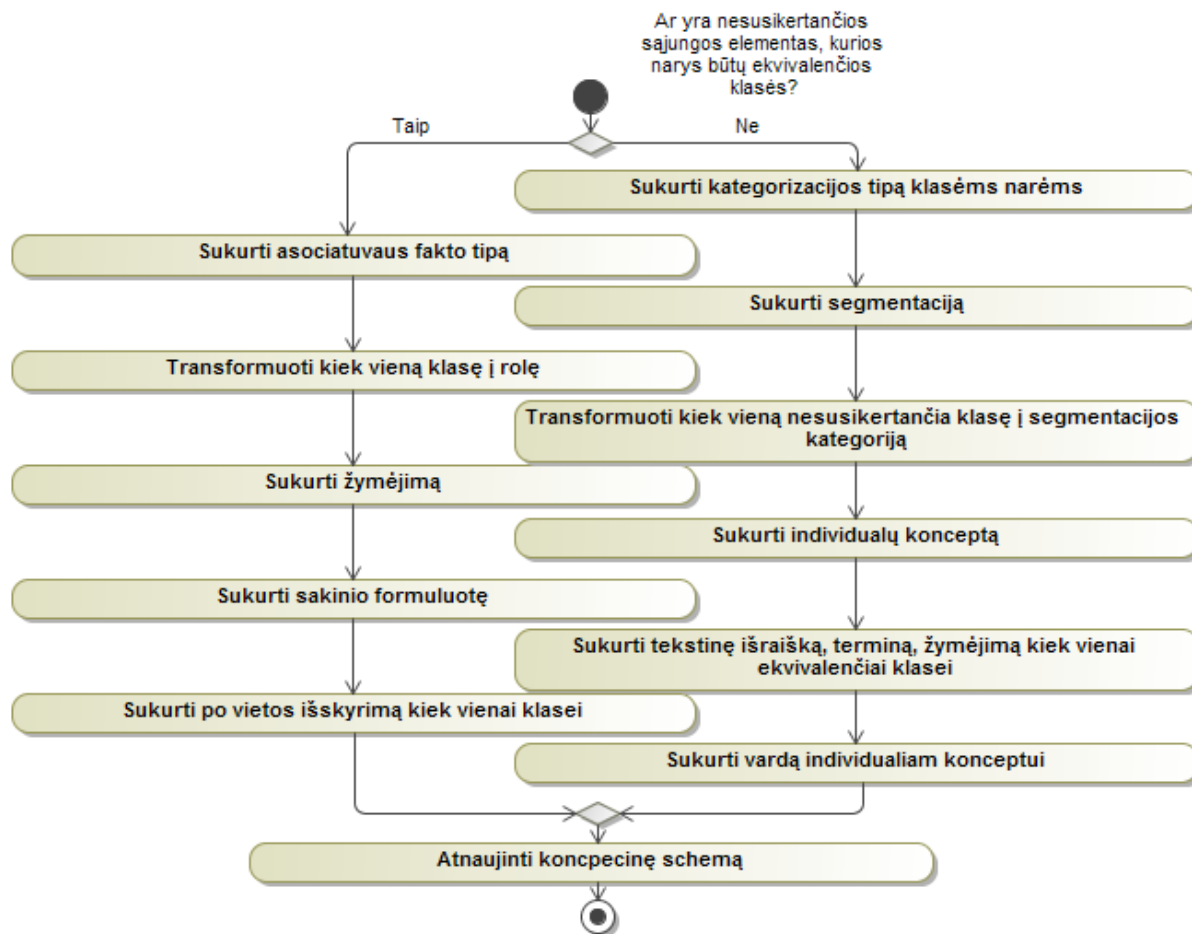 Ar yra nesusikertančios
sąjungos elementas, kurios
narys būtų ekvivalenčios
klasės?
Taip
Ne
Sukurti kategorizacijos tipą klasėms narėms
Sukurti asociatuvaus fakto tipą
Sukurti segmentaciją
Transformuoti kiek vieną klasę į rolę
Transformuoti kiek vieną nesusikertančia klasę į segmentacijos
kategoriją
Sukurti žymėjimą
Sukurti individualų konceptą
Sukurti sakinio formuluotę
Sukurti tekstinę išraišką, terminą, žymėjimą kiek vienai
ekvivalenčiai klasei
Sukurti po vietos išskyrimą kiek vienai klasei
Sukurti vardą individualiam konceptui
Atnaujinti koncpecinę schemą